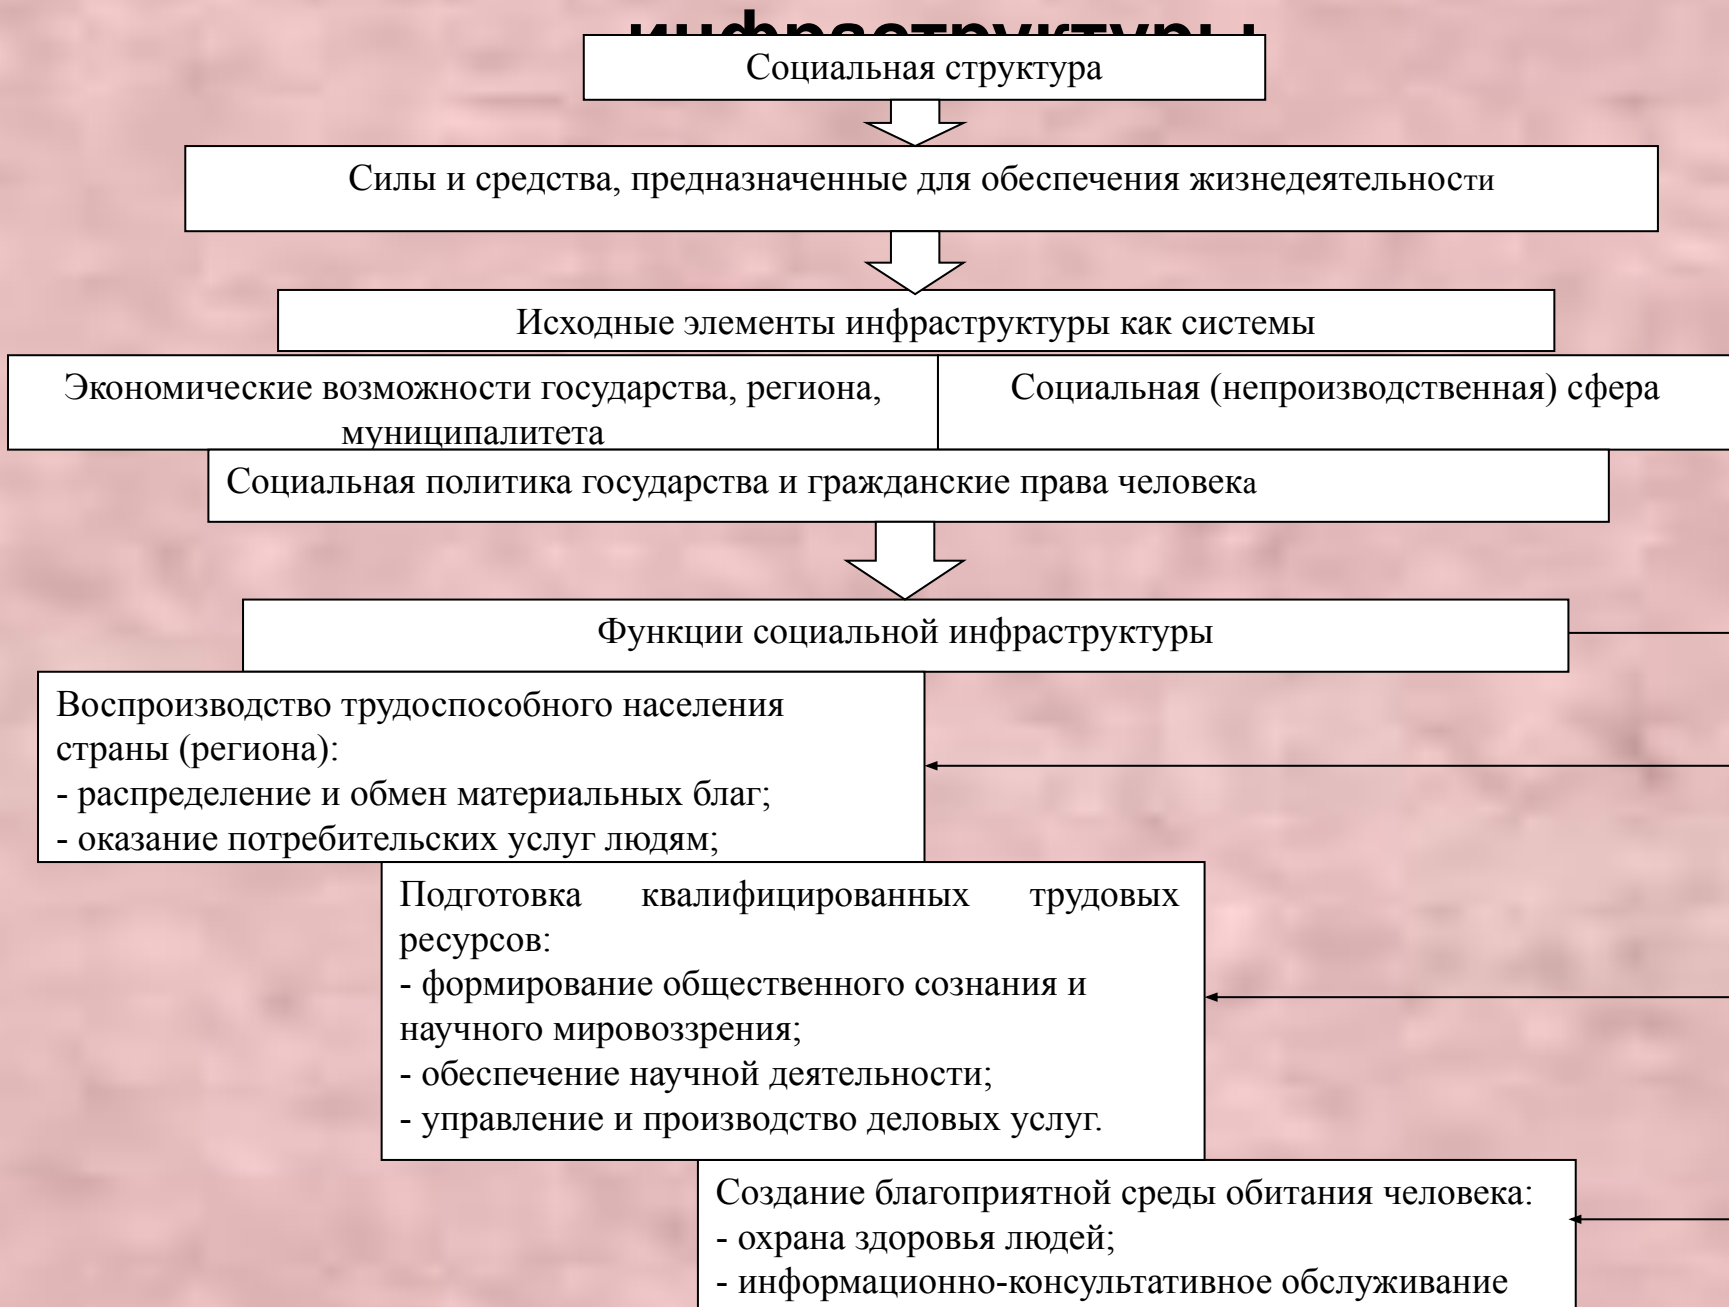 инфраструктуры
Социальная структура
Силы и средства, предназначенные для обеспечения жизнедеятельности
Исходные элементы инфраструктуры как системы
Экономические возможности государства, региона,
муниципалитета
Социальная (непроизводственная) сфера
Социальная политика государства и гражданские права человека
Функции социальной инфраструктуры
Воспроизводство трудоспособного населения
страны (региона):
- распределение и обмен материальных благ;
- оказание потребительских услуг людям;
Подготовка квалифицированных трудовых
ресурсов:
- формирование общественного сознания и
научного мировоззрения;
- обеспечение научной деятельности;
- управление и производство деловых услуг.
Создание благоприятной среды обитания человека:
- охрана здоровья людей;
- информационно-консультативное обслуживание